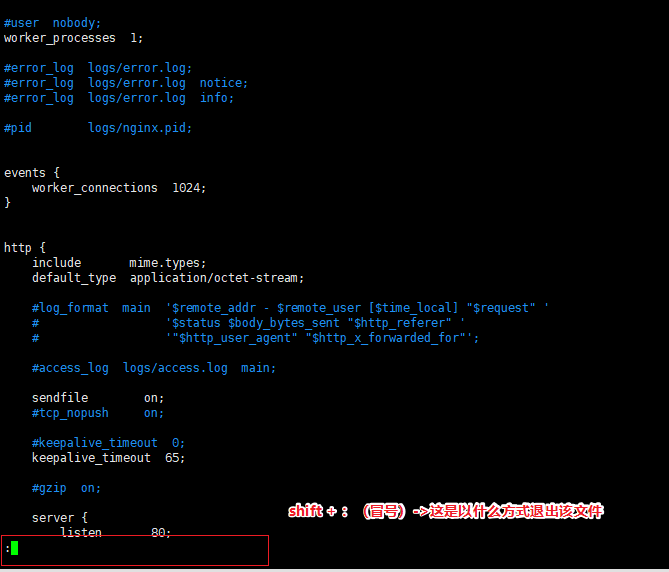 #user  nobody;
worker_processes  1;
#error_log  logs/error.log;
#error_log  logs/error.log  notice;
#error_log  logs/error.log  info;
#pid        logs/nginx.pid;
events {
    worker_connections  1024;
}
http {
    include       mime.types;
    default_type  application/octet-stream;
    #log_format  main  '$remote_addr - $remote_user [$time_local] "$request" '
    #                  '$status $body_bytes_sent "$http_referer" '
    #                  '"$http_user_agent" "$http_x_forwarded_for"';
    #access_log  logs/access.log  main;
    sendfile        on;
    #tcp_nopush     on;
    #keepalive_timeout  0;
    keepalive_timeout  65;
    #gzip  on;
shift + : （冒号）->这是以什么方式退出该文件
    server {
        listen       80;
: